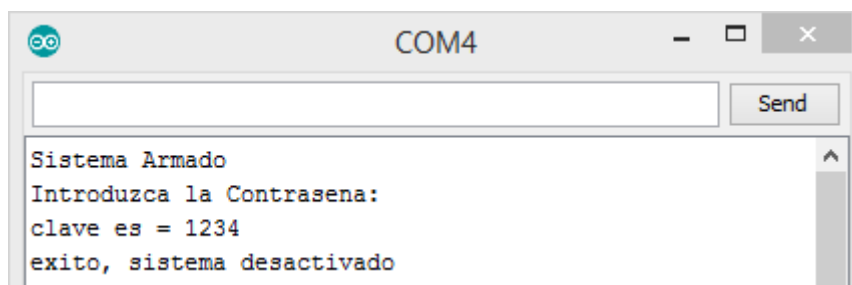 COM4
Send
Sistema Armado
Introduzca la Contrasena:
clave es = 1234
exito, sistema desactivado